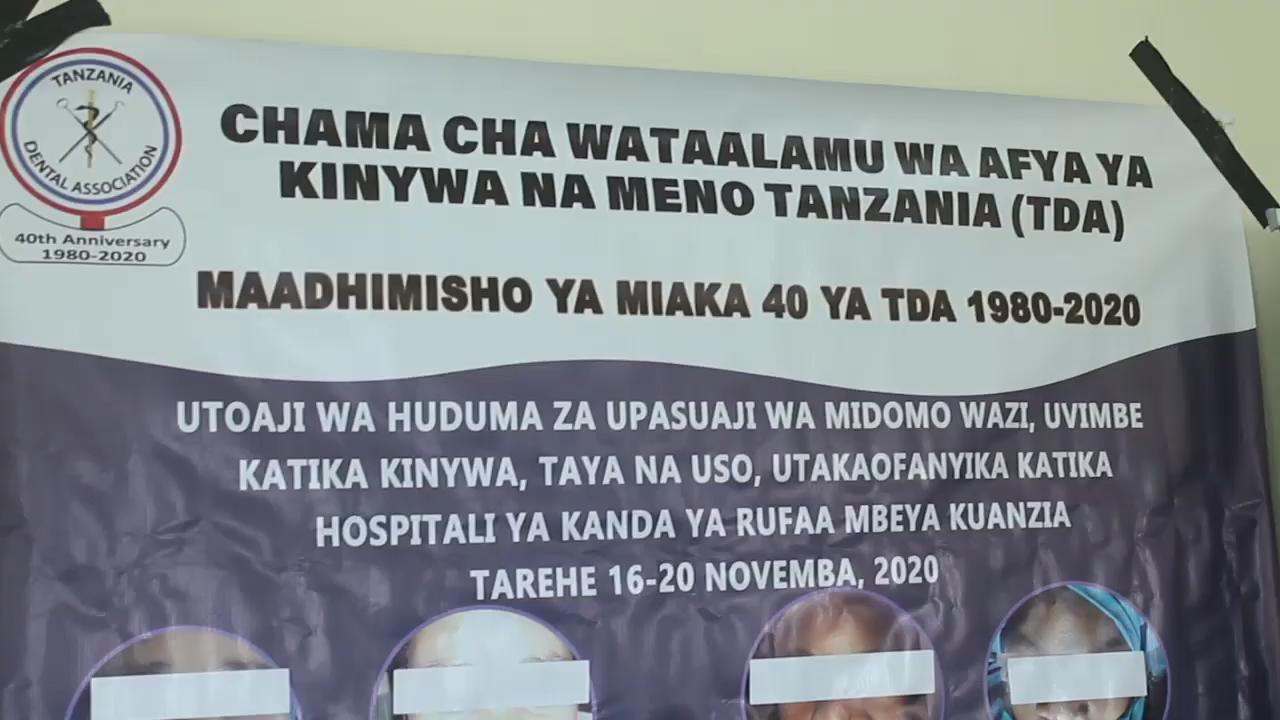 TANZANIA
DENTAL ASSOCIATION
40th Anniversary
1980-2020
CHAMA CHA WATAALAMU WA AFYA YA
KINYWA NA MENO TANZANIA (TDA)
MAADHIMISHO YA MIAKA 40 YA TDA 1980-2020
UTOAJI WA HUDUMA ZA UPASUAJI WA MIDOMO WAZI, UVIMBE
KATIKA KINYWA, TAYA NA USO, UTAKAOFANYIKA KATIKA
HOSPITALI YA KANDA YA RUFAA MBEYA KUANZIA
TAREHE 16-20 NOVEMBA, 2020